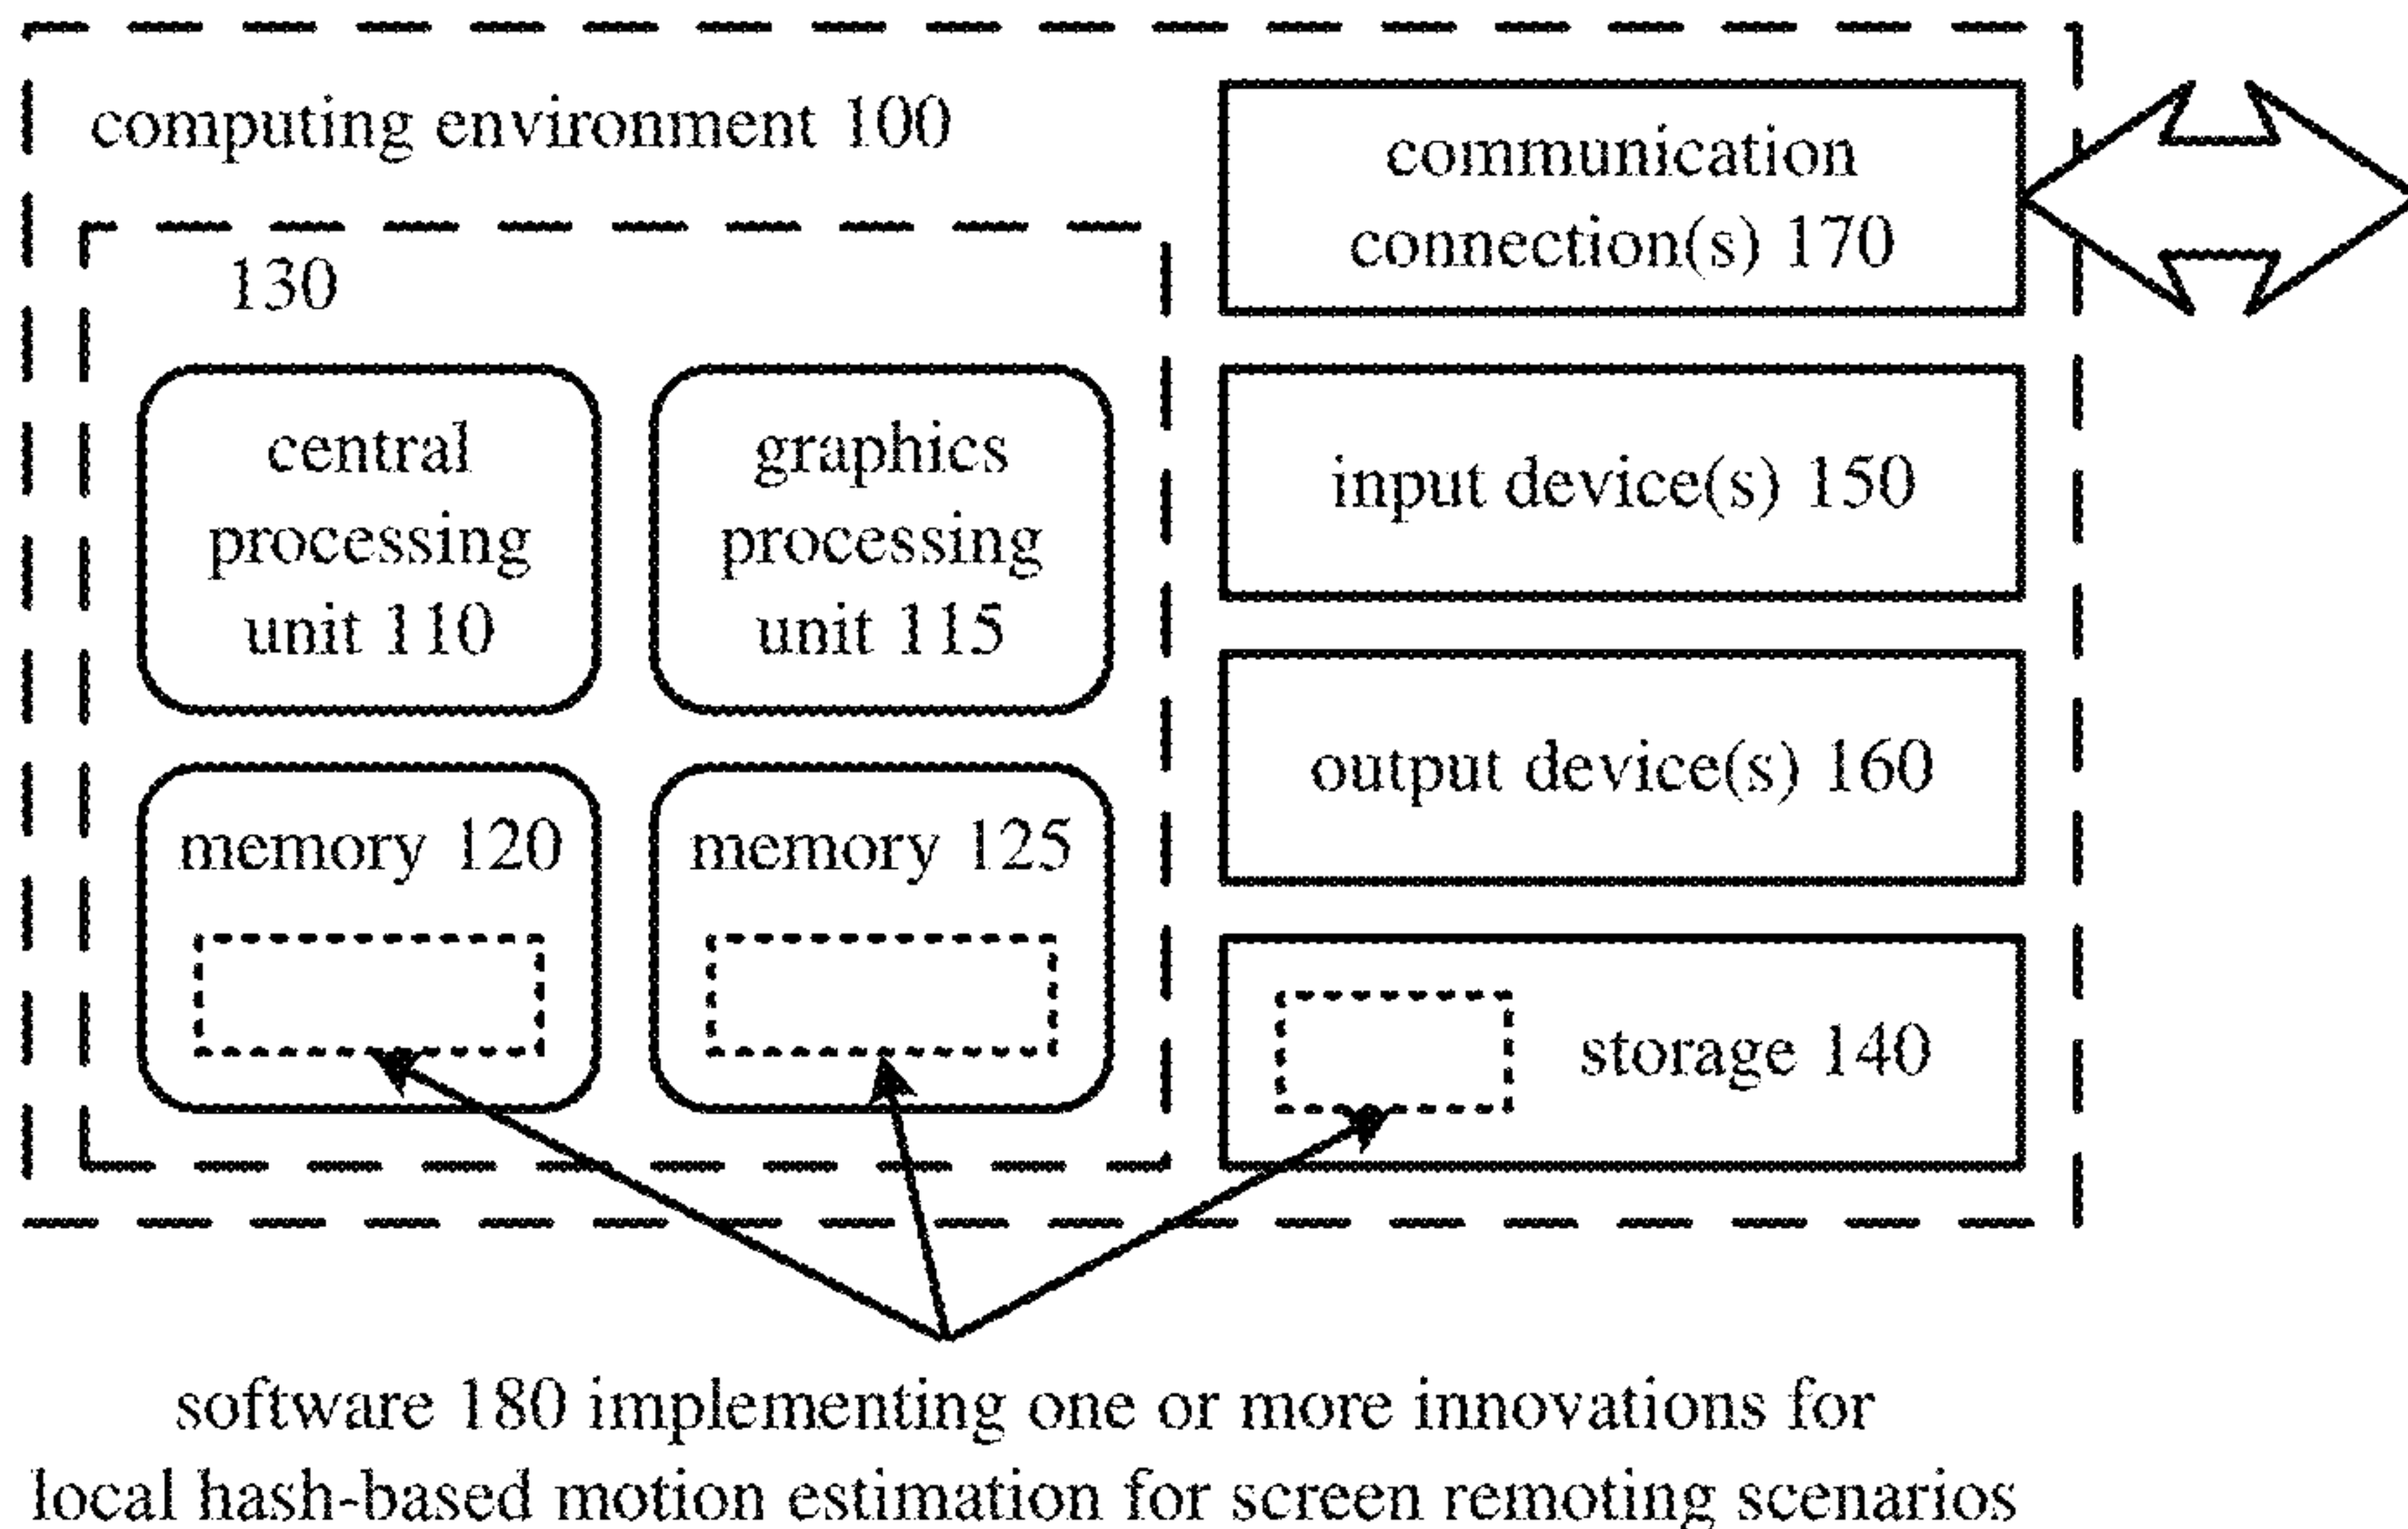 computing environment 100
130
central
processing
unit 110
graphics
processing
unit 115
memory 120
memory 125
communication
connection(s) 170
input device(s) 150
output device(s) 160
storage 140
software 180 implementing one or more innovations for
local hash-based motion estimation for screen remoting scenarios